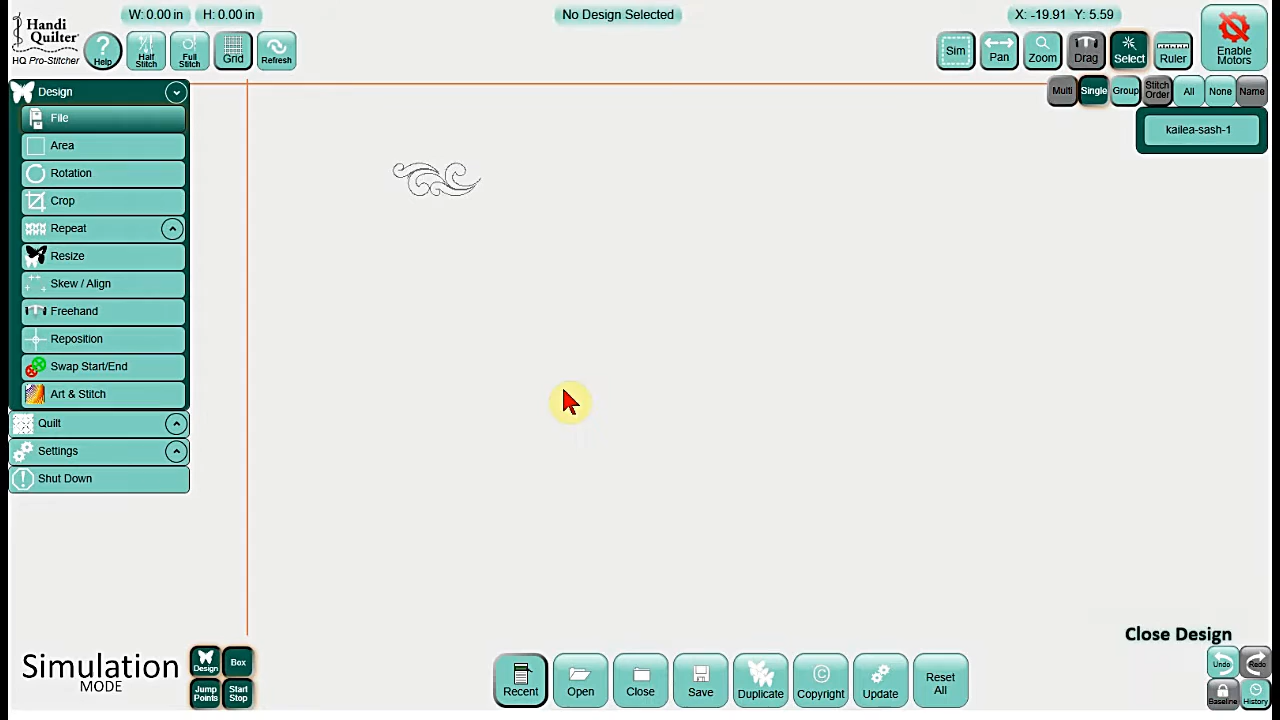 Handi
Quilter
HQ Pro-Stitcher
W: 0.00 in
H: 0.00 in
No Design Selected
X: -19.91 Y: 5.59
Help
Half
Stitch
Full
Stitch
Grid
Refresh
Sim
Pan
Zoom
Drag
Select
Ruler
Enable
Motors
Multi
Single
Group
Stitch
Order
All
None
Name
kailea-sash-1
Design
File
Area
Rotation
Crop
Repeat
Resize
Skew / Align
Freehand
Reposition
Swap Start/End
Art & Stitch
Quilt
Settings
Shut Down
Close Design
Simulation
MODE
Design
Box
Jump
Points
Start
Stop
Recent
Open
Close
Save
Duplicate
Copyright
Update
Reset
All
Undo
Redo
Baseline
History